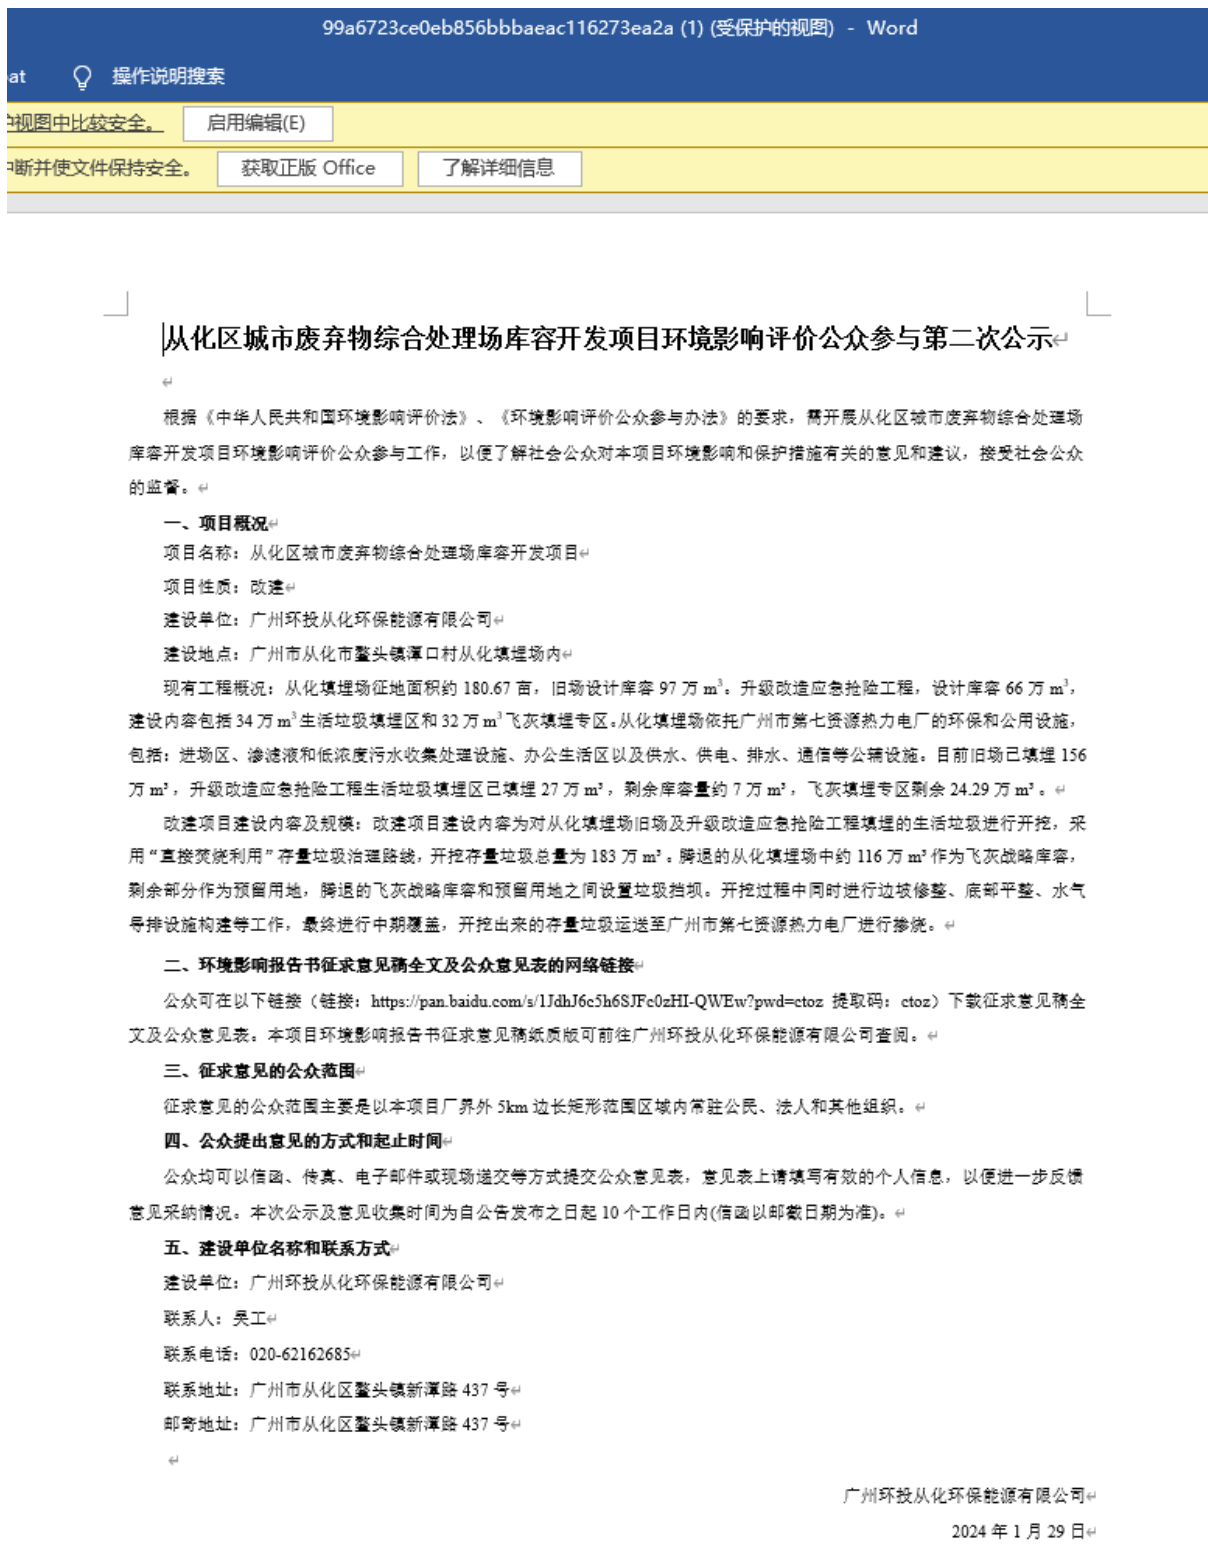 99a6723ce0eb856bbbaeac116273ea2a (1) (受保护的视图) - Word
at 操作说明搜索
视图中比较安全。 启用编辑(E)
中断并使文件保持安全。 获取正版 Office 了解详细信息
从化区城市废弃物综合处理场库容开发项目环境影响评价公众参与第二次公示
根据《中华人民共和国环境影响评价法》、《环境影响评价公众参与办法》的要求，需开展从化区城市废弃物综合处理场
库容开发项目环境影响评价公众参与工作，以便了解社会公众对本项目环境影响和保护措施有关的意见和建议，接受社会公众
的监督。
一、项目概况
项目名称：从化区城市废弃物综合处理场库容开发项目
项目性质：改建
建设单位：广州环投从化环保能源有限公司
建设地点：广州市从化市鳌头镇潭口村从化填埋场内
现有工程概况：从化填埋场征地面积约 180.67 亩，旧场设计库容 97 万 m³。升级改造应急抢险工程，设计库容 66 万 m³，
建设内容包括 34 万 m³ 生活垃圾填埋区和 32 万 m³ 飞灰填埋专区。从化填埋场依托广州市第七资源热力电厂的环保和公用设施，
包括：进场区、渗滤液和低浓度污水收集处理设施、办公生活区以及供水、供电、排水、通信等公辅设施。目前旧场已填埋 156
万 m³，升级改造应急抢险工程生活垃圾填埋区已填埋 27 万 m³，剩余库容量约 7 万 m³，飞灰填埋专区剩余 24.29 万 m³。
改建项目建设内容及规模：改建项目建设内容为对从化填埋场旧场及升级改造应急抢险工程填埋的生活垃圾进行开挖，采
用“直接焚烧利用”存量垃圾治理路线，开挖存量垃圾总量为 183 万 m³。腾退的从化填埋场中约 116 万 m³ 作为飞灰战略库容，
剩余部分作为预留用地，腾退的飞灰战略库容和预留用地之间设置垃圾挡坝。开挖过程中同时进行边坡修整、底部平整、水气
导排设施构建等工作，最终进行中期覆盖，开挖出来的存量垃圾运送至广州市第七资源热力电厂进行掺烧。
二、环境影响报告书征求意见稿全文及公众意见表的网络链接
公众可在以下链接（链接：https://pan.baidu.com/s/1JdhJ6c5h6SJFc0zHI-QWEw?pwd=ctoz 提取码：ctoz）下载征求意见稿全
文及公众意见表。本项目环境影响报告书征求意见稿纸质版可前往广州环投从化环保能源有限公司查阅。
三、征求意见的公众范围
征求意见的公众范围主要是以本项目厂界外 5km 边长矩形范围区域内常驻公民、法人和其他组织。
四、公众提出意见的方式和起止时间
公众均可以信函、传真、电子邮件或现场递交等方式提交公众意见表，意见表上请填写有效的个人信息，以便进一步反馈
意见采纳情况。本次公示及意见收集时间为自公告发布之日起 10 个工作日内(信函以邮戳日期为准)。
五、建设单位名称和联系方式
建设单位：广州环投从化环保能源有限公司
联系人：吴工
联系电话：020-62162685
联系地址：广州市从化区鳌头镇新潭路 437 号
邮寄地址：广州市从化区鳌头镇新潭路 437 号
广州环投从化环保能源有限公司
2024 年 1 月 29 日